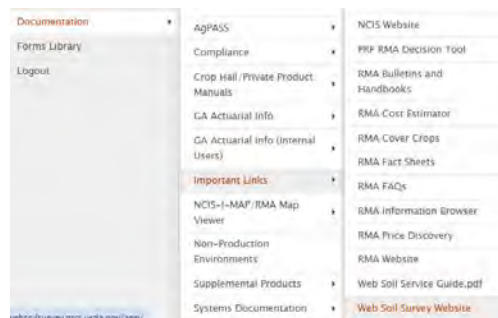 Documentation
Forms Library
Logout
AgPASS
Compliance
Crop Hail/Private Product
Manuals
GA Actuarial Info
GA Actuarial Info (Internal
Users)
Important Links
NCIS-I-MAP/RMA Map
Viewer
Non-Production
Environments
Supplemental Products
Systems Documentation
NCIS Website
PRF RMA Decision Tool
RMA Bulletins and
Handbooks
RMA Cost Estimator
RMA Cover Crops
RMA Fact Sheets
RMA FAQs
RMA Information Browser
RMA Price Discovery
RMA Website
Web Soil Service Guide.pdf
Web Soil Survey Website